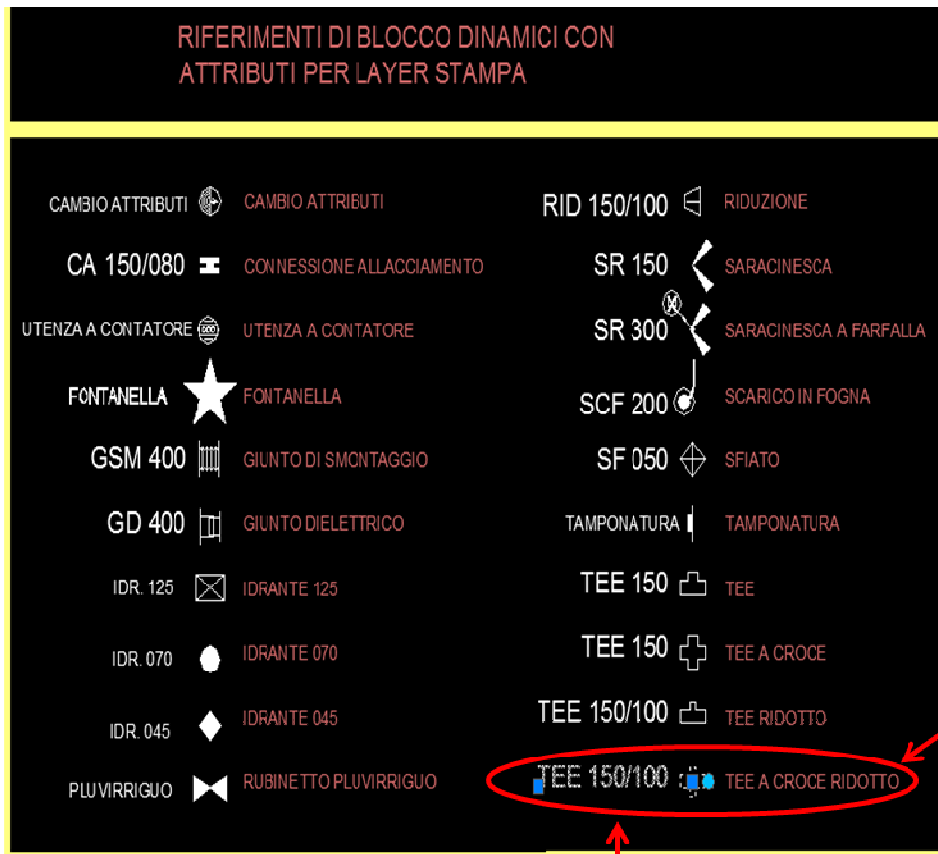 RIFERIMENTI DI BLOCCO DINAMICI CON
ATTRIBUTI PER LAYER STAMPA
CAMBIO ATTRIBUTI CAMBIO ATTRIBUTI
CA 150/080 CONNESSIONE ALLACCIAMENTO
UTENZA A CONTATORE UTENZA A CONTATORE
FONTANELLA FONTANELLA
GSM 400 GIUNTO DI SMONTAGGIO
GD 400 GIUNTO DIELETTRICO
IDR. 125 IDRANTE 125
IDR. 070 IDRANTE 070
IDR. 045 IDRANTE 045
PLUVIRRIGUO RUBINETTO PLUVIRRIGUO
RID 150/100 RIDUZIONE
SR 150 SARACINESCA
SR 300 SARACINESCA A FARFALLA
SCF 200 SCARICO IN FOGNA
SF 050 SFIATO
TAMPONATURA TAMPONATURA
TEE 150 TEE
TEE 150 TEE A CROCE
TEE 150/100 TEE RIDOTTO
TEE 150/100 TEE A CROCE RIDOTTO